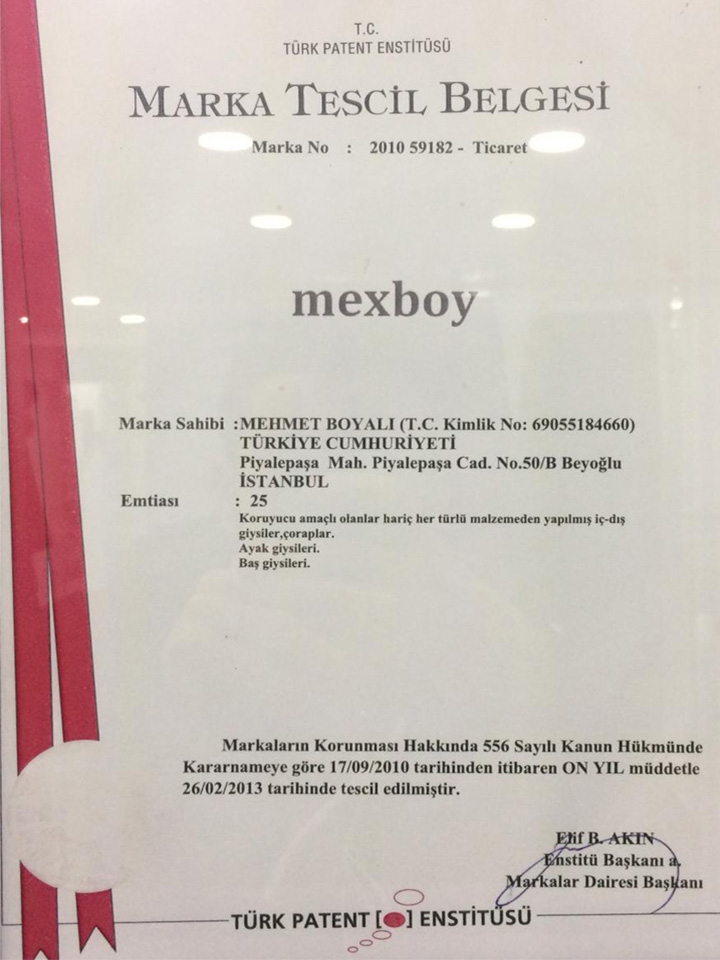 T.C.
TÜRK PATENT ENSTİTÜSÜ
MARKA TESCİL BELGESİ
Marka No : 2010 59182 - Ticaret
mexboy
Marka Sahibi :MEHMET BOYALI (T.C. Kimlik No: 69055184660)
TÜRKİYE CUMHURİYETİ
Piyalepaşa Mah. Piyalepaşa Cad. No.50/B Beyoğlu
İSTANBUL
Emtiası : 25
Koruyucu amaçlı olanlar hariç her türlü malzemeden yapılmış iç-dış
giysiler,çoraplar.
Ayak giysileri.
Baş giysileri.
Markaların Korunması Hakkında 556 Sayılı Kanun Hükmünde
Kararnameye göre 17/09/2010 tarihinden itibaren ON YIL müddetle
26/02/2013 tarihinde tescil edilmiştir.
Elif B. AKIN
Enstitü Başkanı a.
Markalar Dairesi Başkanı
TÜRK PATENT [ ] ENSTİTÜSÜ